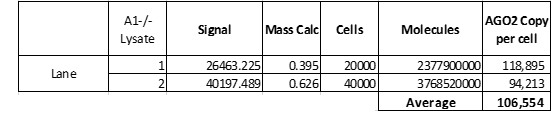 A1-/- Lysate Signal Mass Calc Cells Molecules AGO2 Copy per cell
Lane 1 26463.225 0.395 20000 2377900000 118,895
2 40197.489 0.626 40000 3768520000 94,213
Average 106,554